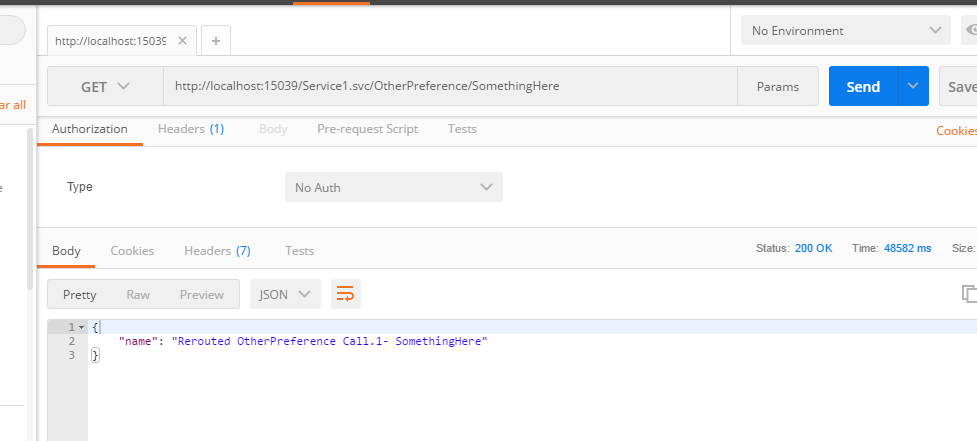 http://localhost:15039
No Environment
GET
http://localhost:15039/Service1.svc/OtherPreference/SomethingHere
Params
Send
Save
ar all
Authorization
Headers (1)
Body
Pre-request Script
Tests
Cookies
Type
No Auth
e
Body
Cookies
Headers (7)
Tests
Status: 200 OK
Time: 48582 ms
Size:
Pretty
Raw
Preview
JSON
1 {
2 "name": "Rerouted OtherPreference Call.1- SomethingHere"
3 }